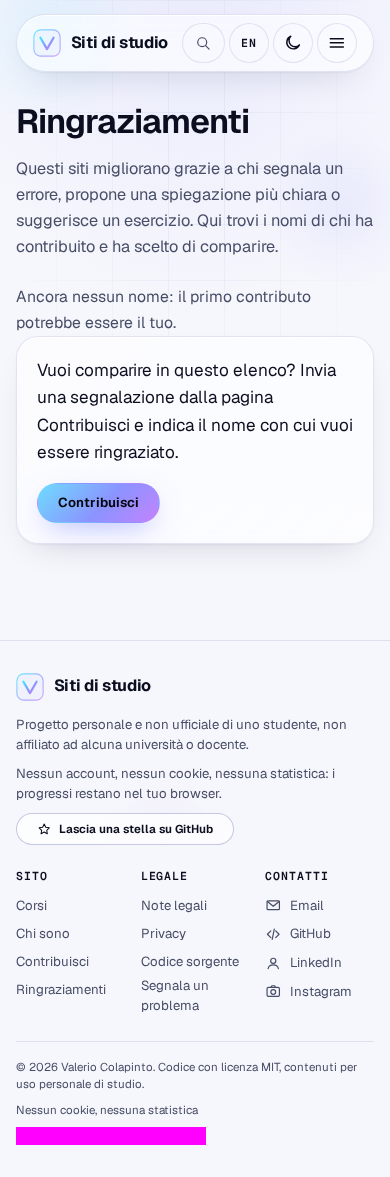 Siti di studio
EN
Ringraziamenti
Questi siti migliorano grazie a chi segnala un
errore, propone una spiegazione più chiara o
suggerisce un esercizio. Qui trovi i nomi di chi ha
contribuito e ha scelto di comparire.
Ancora nessun nome: il primo contributo
potrebbe essere il tuo.
Vuoi comparire in questo elenco? Invia
una segnalazione dalla pagina
Contribuisci e indica il nome con cui vuoi
essere ringraziato.
Contribuisci
Siti di studio
Progetto personale e non ufficiale di uno studente, non
affiliato ad alcuna università o docente.
Nessun account, nessun cookie, nessuna statistica: i
progressi restano nel tuo browser.
Lascia una stella su GitHub
SITO
Corsi
Chi sono
Contribuisci
Ringraziamenti
LEGALE
Note legali
Privacy
Codice sorgente
Segnala un
problema
CONTATTI
Email
GitHub
LinkedIn
Instagram
© 2026 Valerio Colapinto. Codice con licenza MIT, contenuti per
uso personale di studio.
Nessun cookie, nessuna statistica